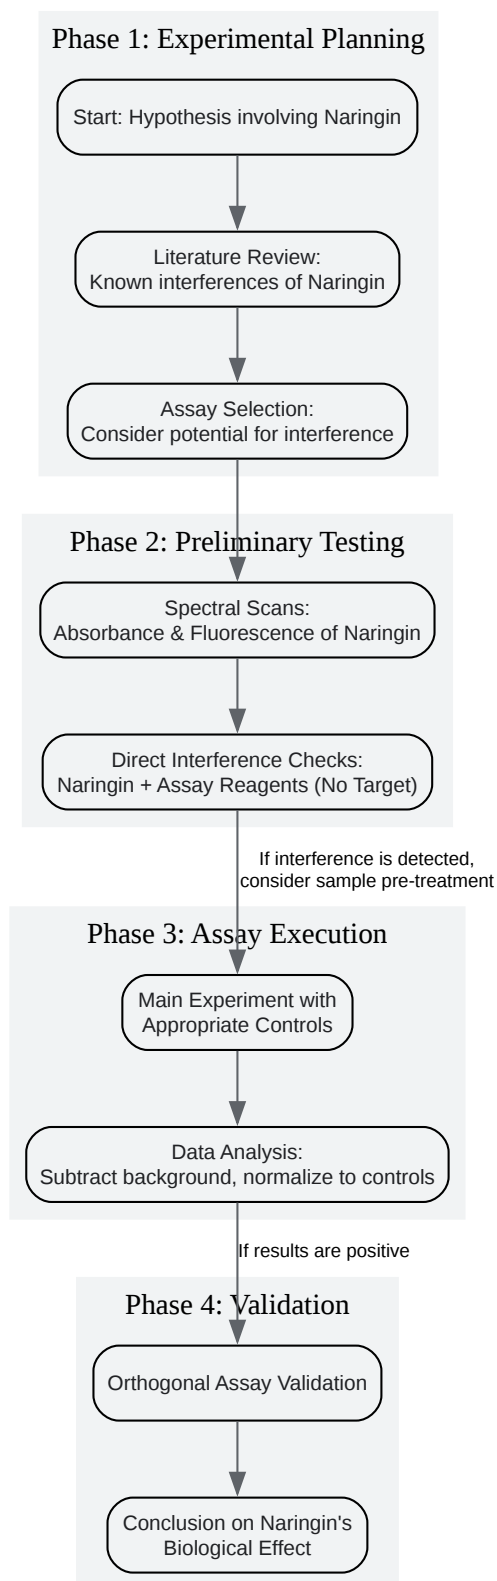 Phase 1: Experimental Planning
Start: Hypothesis involving Naringin
Literature Review:
Known interferences of Naringin
Assay Selection:
Consider potential for interference
Phase 2: Preliminary Testing
Spectral Scans:
Absorbance & Fluorescence of Naringin
Direct Interference Checks:
Naringin + Assay Reagents (No Target)
If interference is detected,
consider sample pre-treatment
Phase 3: Assay Execution
Main Experiment with
Appropriate Controls
Data Analysis:
Subtract background, normalize to controls
If results are positive
Phase 4: Validation
Orthogonal Assay Validation
Conclusion on Naringin's
Biological Effect